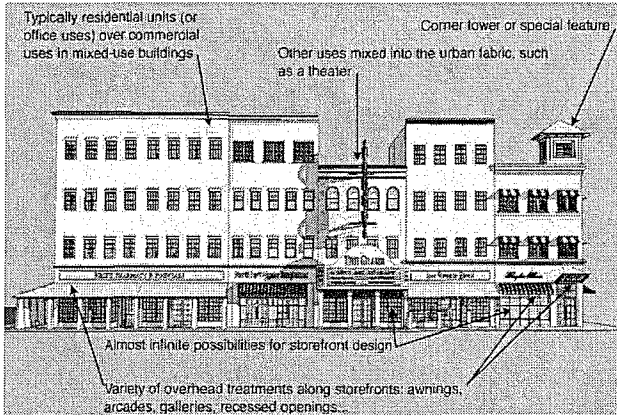 Typically residential units (or
office uses) over commercial
uses in mixed-use buildings
Corner tower or special feature
Other uses mixed into the urban fabric, such
as a theater
THE GRAND
Almost infinite possibilities for storefront design
Variety of overhead treatments along storefronts: awnings,
arcades, galleries, recessed openings...